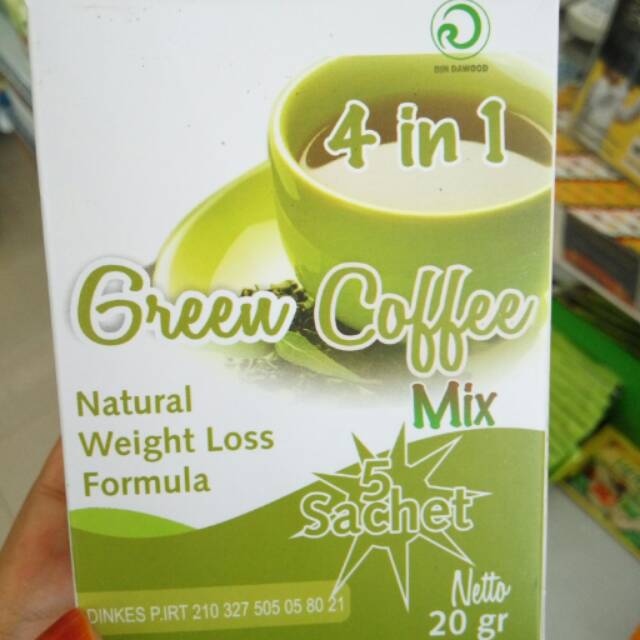 BIN DAWOOD
4 in 1
Green Coffee
Mix
Natural
Weight Loss
Formula
5
Sachet
Netto
20 gr
DINKES P.IRT 210 327 505 05 80 21